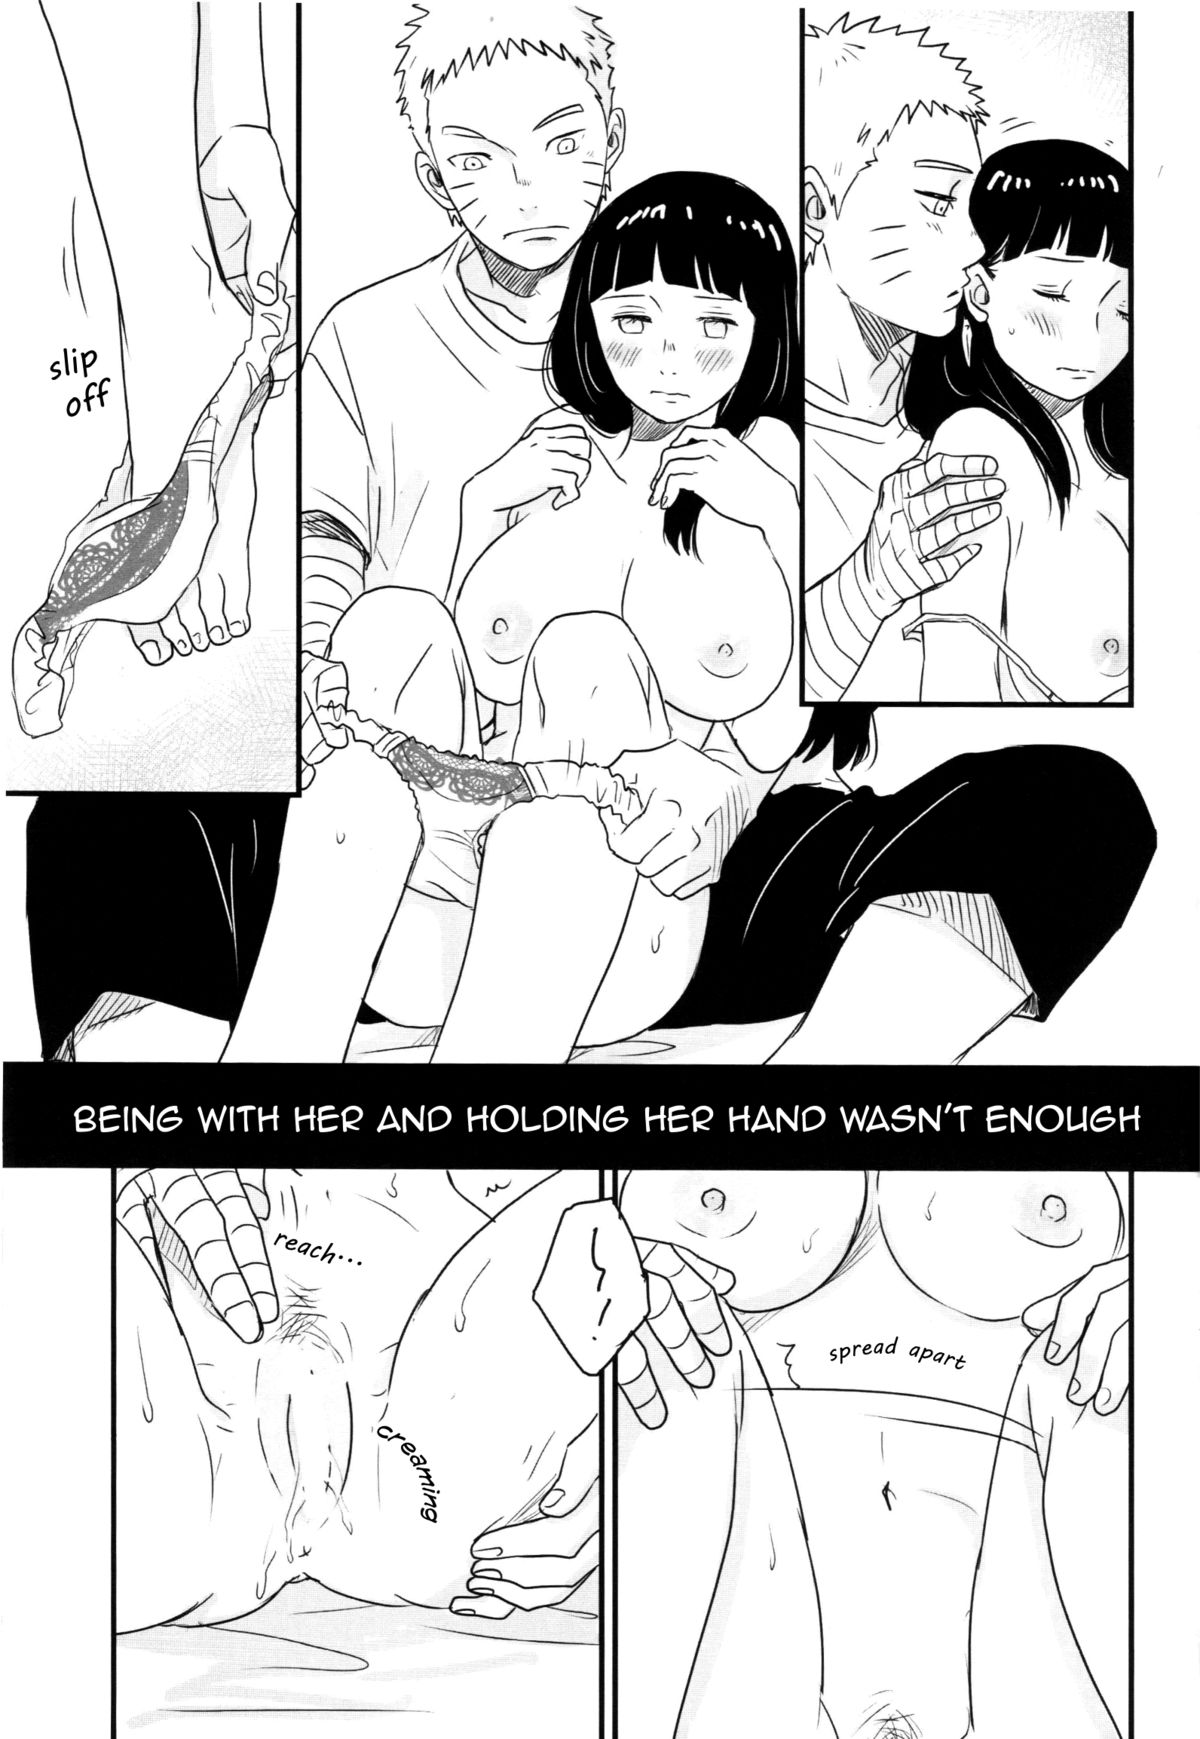 slip
off
BEING WITH HER AND HOLDING HER HAND WASN'T ENOUGH
spread apart
reach...
creaming